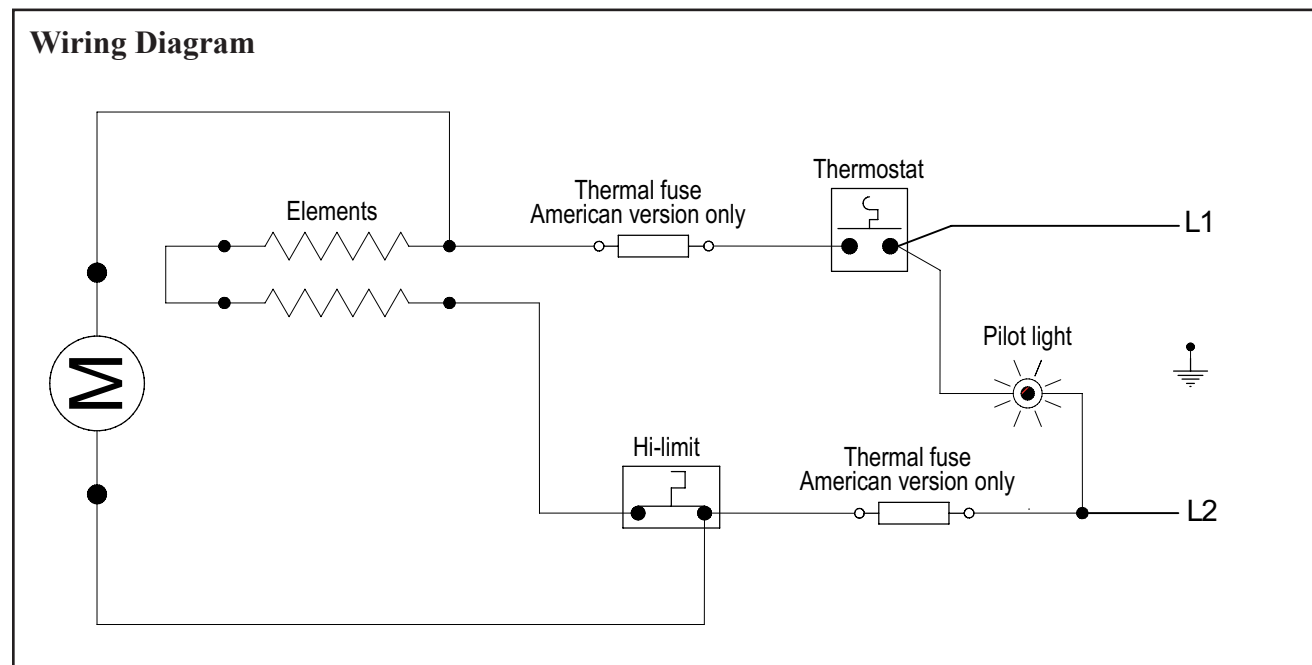 Wiring Diagram
Thermostat
Thermal fuse
American version only
Elements
L1
Pilot light
M
Hi-limit
Thermal fuse
American version only
L2